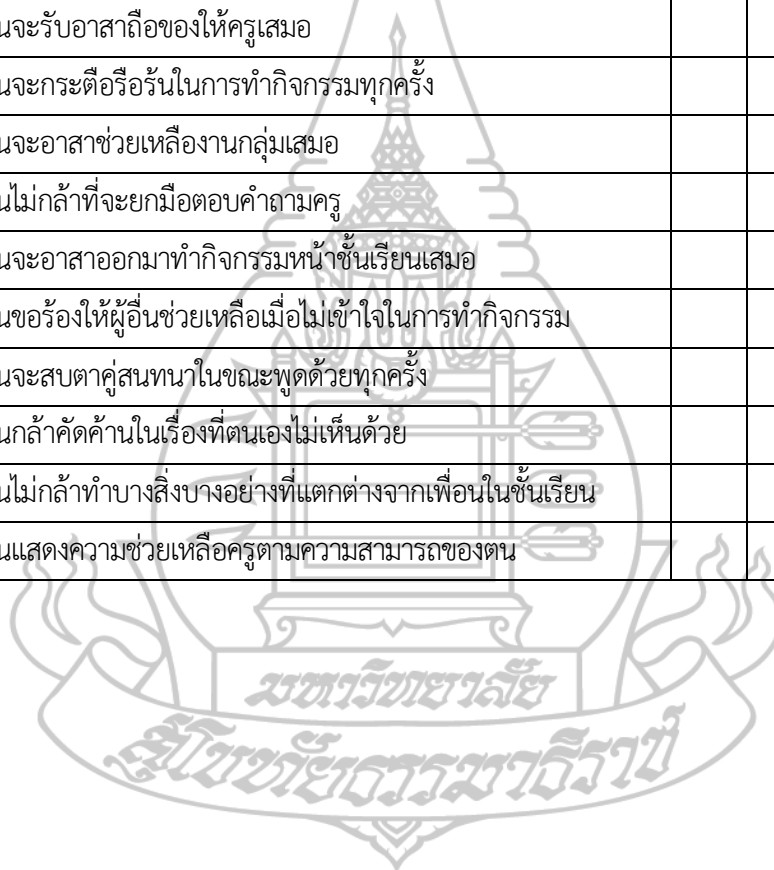 นจะรับอาสาถือของให้ครูเสมอ
นจะกระตือรือร้นในการทำกิจกรรมทุกครั้ง
นจะอาสาช่วยเหลืองานกลุ่มเสมอ
นไม่กล้าที่จะยกมือตอบคำถามครู
นจะอาสาออกมาทำกิจกรรมหน้าชั้นเรียนเสมอ
นขอร้องให้ผู้อื่นช่วยเหลือเมื่อไม่เข้าใจในการทำกิจกรรม
นจะสบตาคู่สนทนาในขณะพูดด้วยทุกครั้ง
นกล้าคัดค้านในเรื่องที่ตนเองไม่เห็นด้วย
นไม่กล้าทำบางสิ่งบางอย่างที่แตกต่างจากเพื่อนในชั้นเรียน
นแสดงความช่วยเหลือครูตามความสามารถของตน
มหาวิทยาลัย
สุโขทัยธรรมาธิราช